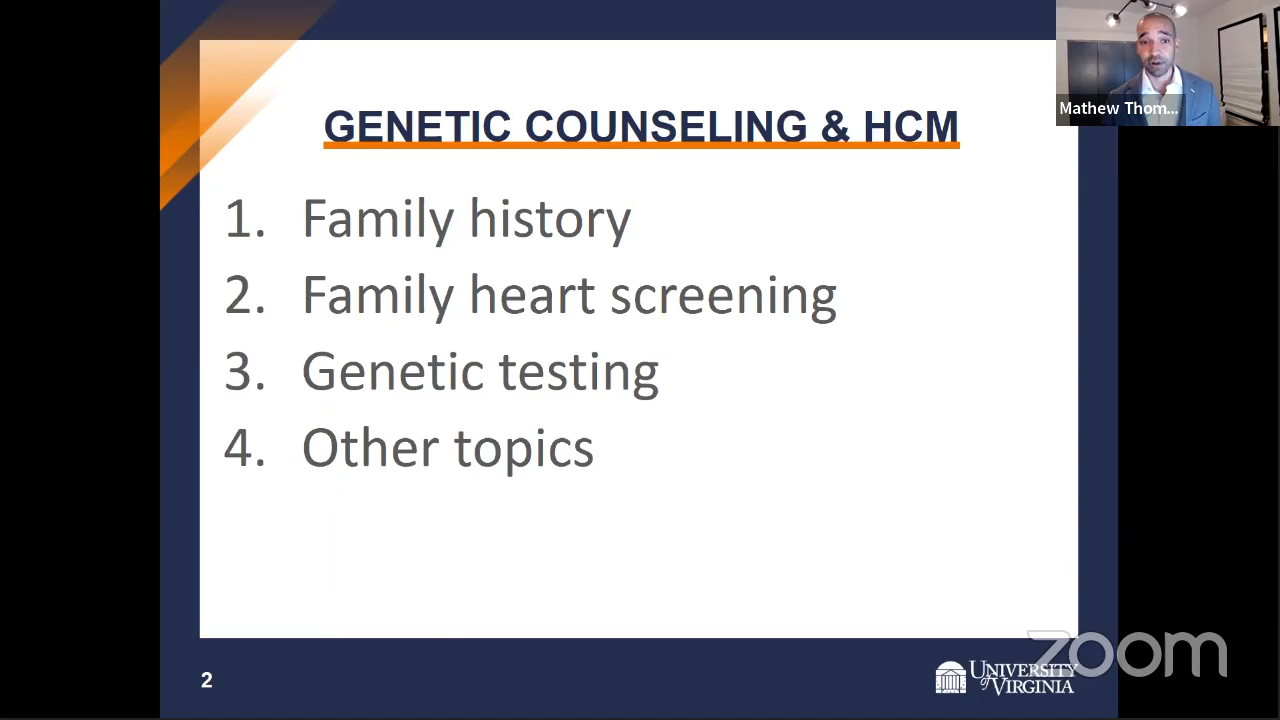 GENETIC COUNSELING & HCM
Mathew Thom...
1. Family history
2. Family heart screening
3. Genetic testing
4. Other topics
2
UNIVERSITY
of VIRGINIA
zoom